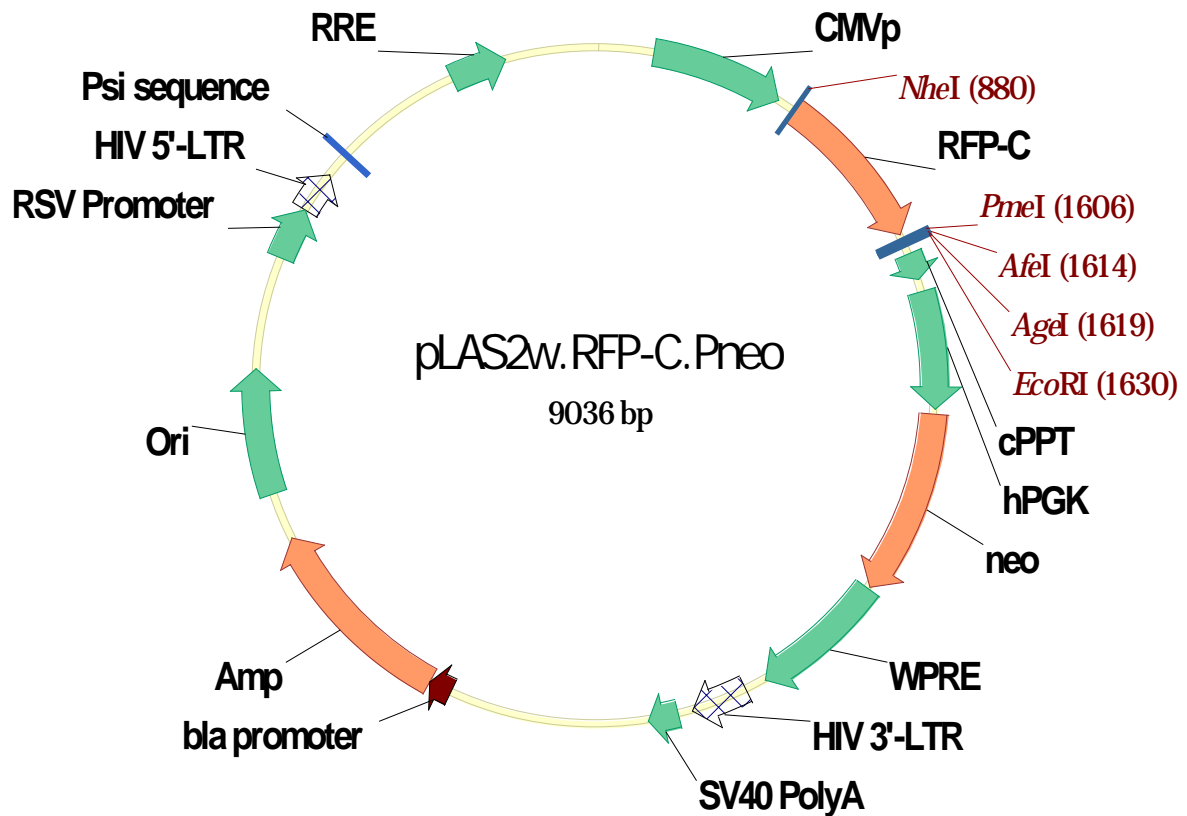 RRE
CMVp
Psi sequence
NheI (880)
HIV 5'-LTR
RFP-C
RSV Promoter
PmeI (1606)
AfeI (1614)
AgeI (1619)
pLAS2w.RFP-C.Pneo
EcoRI (1630)
9036 bp
Ori
cPPT
hPGK
neo
Amp
WPRE
bla promoter
HIV 3'-LTR
SV40 PolyA